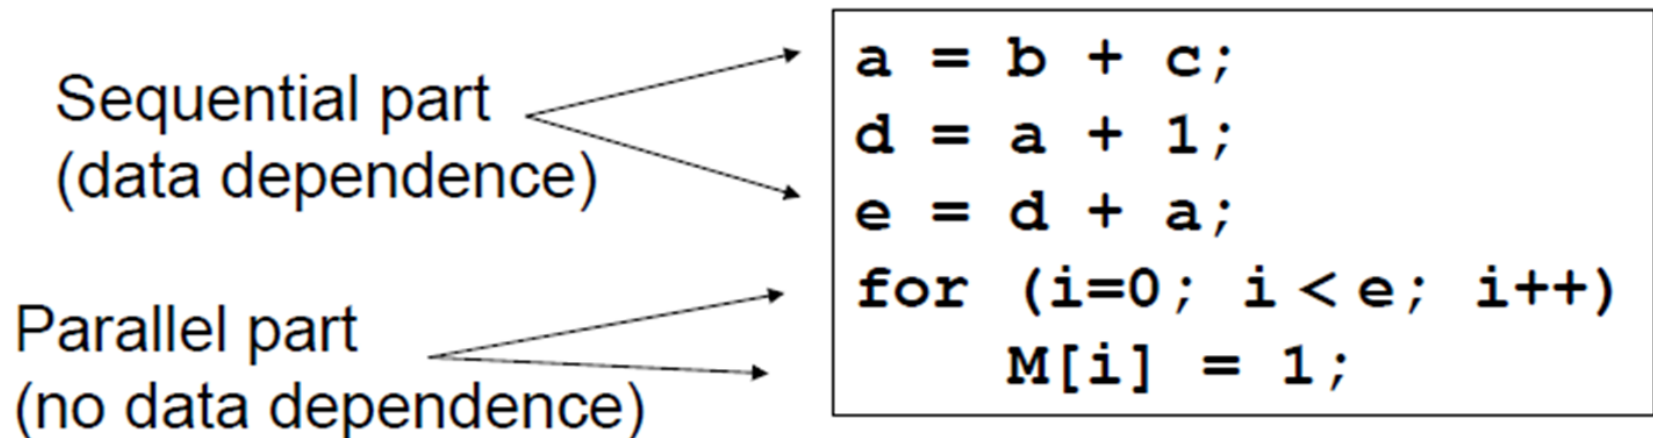 Sequential part
(data dependence)
Parallel part
(no data dependence)
a = b + c;
d = a + 1;
e = d + a;
for (i=0; i < e; i++)
    M[i] = 1;